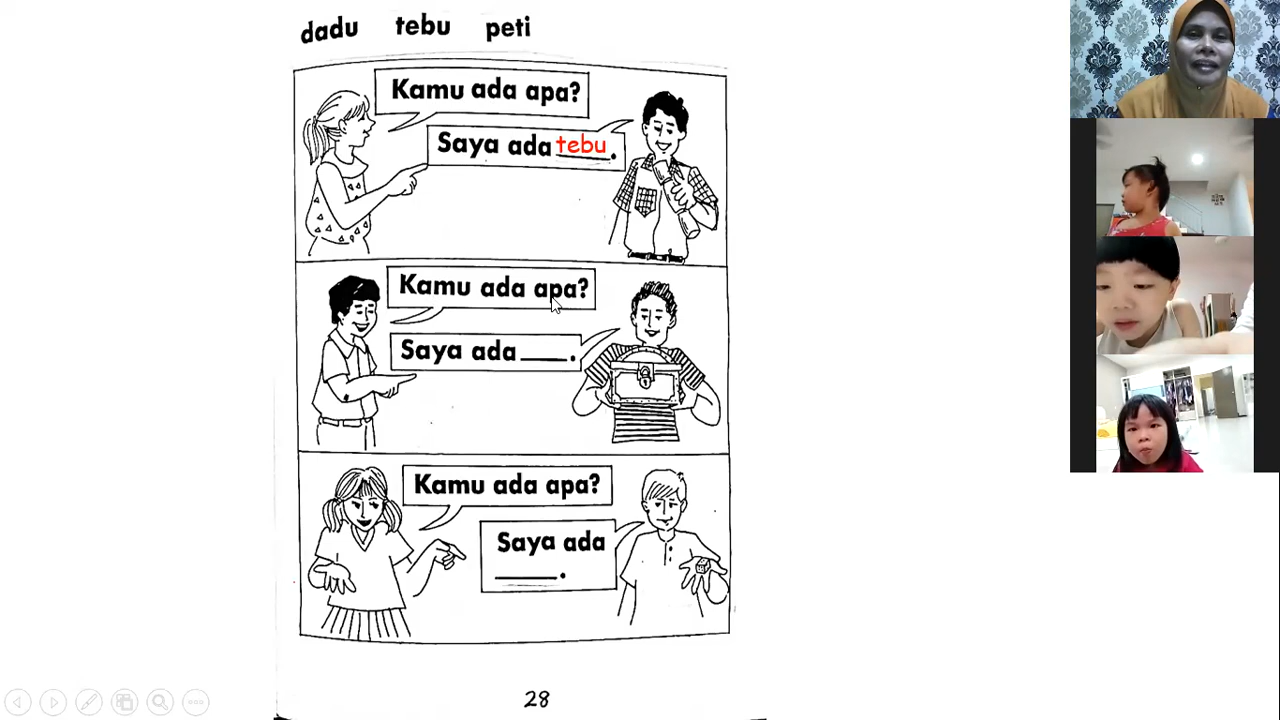 dadu tebu peti
Kamu ada apa?
Saya ada tebu.
Kamu ada apa?
Saya ada ____.
Kamu ada apa?
Saya ada
____.
28